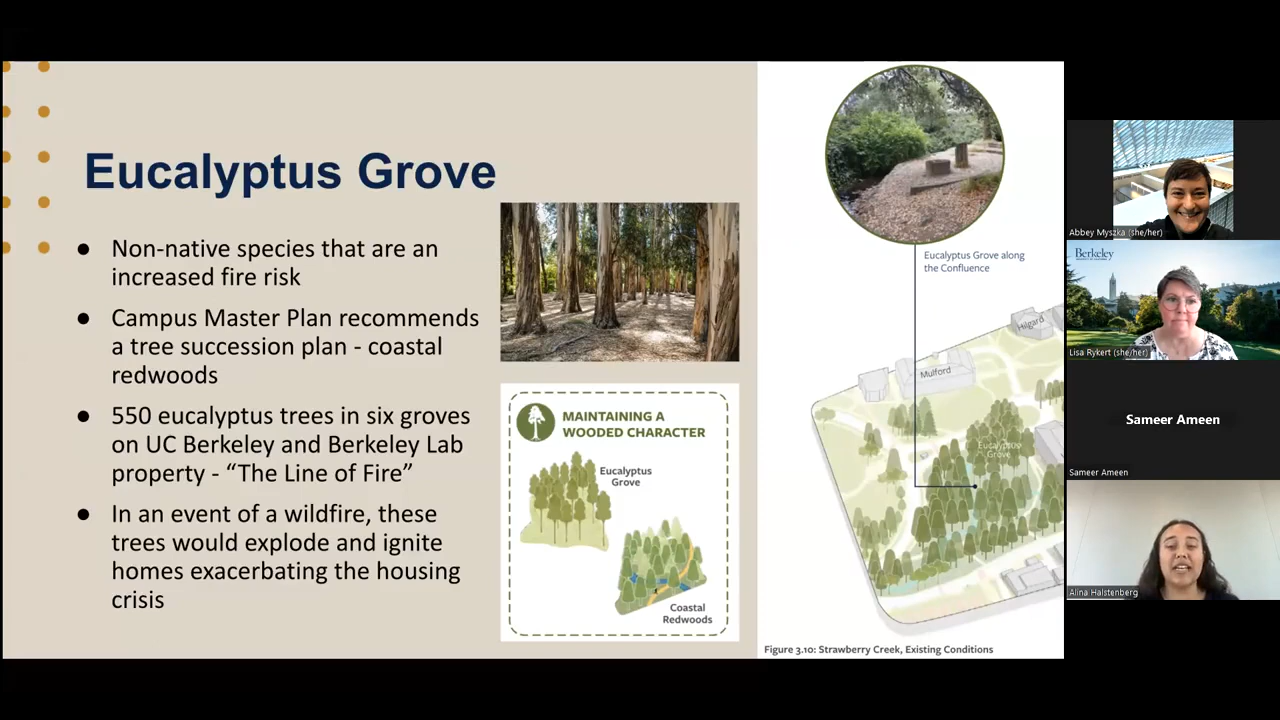 Eucalyptus Grove
● Non-native species that are an
increased fire risk
● Campus Master Plan recommends
a tree succession plan - coastal
redwoods
● 550 eucalyptus trees in six groves
on UC Berkeley and Berkeley Lab
property - “The Line of Fire”
● In an event of a wildfire, these
trees would explode and ignite
homes exacerbating the housing
crisis
MAINTAINING A
WOODED CHARACTER
Eucalyptus
Grove
Coastal
Redwoods
Eucalyptus Grove along
the Confluence
Hilgard
Mulford
Eucalyptus
Grove
Figure 3.10: Strawberry Creek, Existing Conditions
Abbey Myszka (she/her)
Berkeley
Lisa Rykert (she/her)
Sameer Ameen
Sameer Ameen
Alina Halstenberg